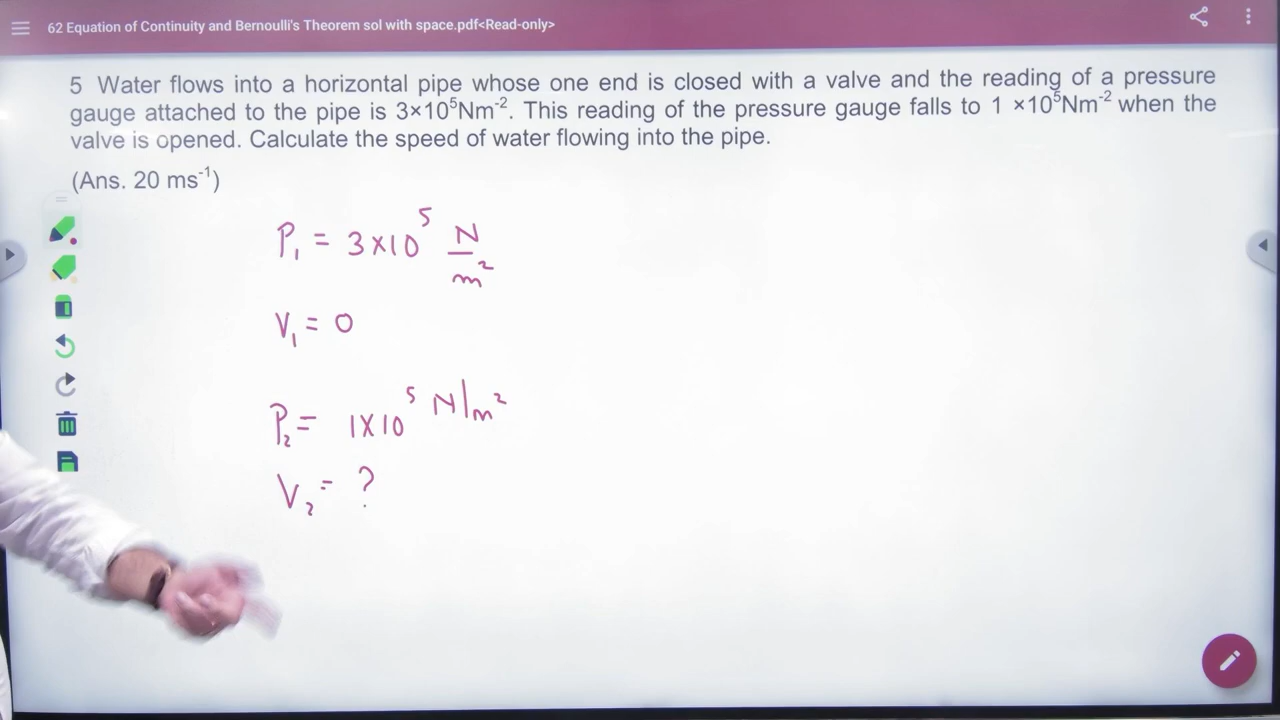 62 Equation of Continuity and Bernoulli's Theorem sol with space.pdf<Read-only>
5 Water flows into a horizontal pipe whose one end is closed with a valve and the reading of a pressure
gauge attached to the pipe is 3×10⁵Nm⁻². This reading of the pressure gauge falls to 1 ×10⁵Nm⁻² when the
valve is opened. Calculate the speed of water flowing into the pipe.
(Ans. 20 ms⁻¹)
P₁ = 3×10⁵ N/m²
V₁ = 0
P₂ = 1×10⁵ N/m²
V₂ = ?